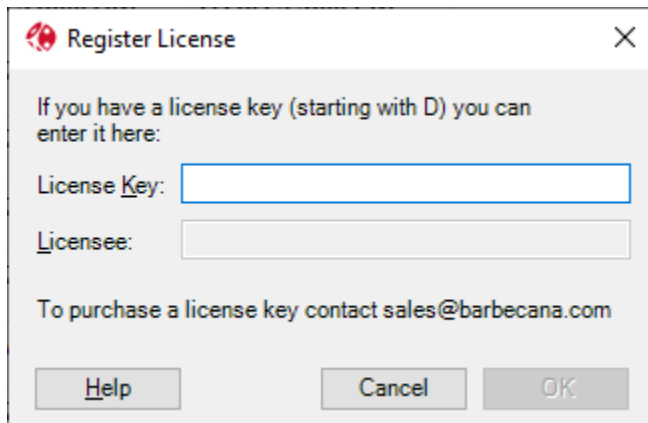 Register License
If you have a license key (starting with D) you can
enter it here:
License Key:
Licensee:
To purchase a license key contact sales@barbecana.com
Help
Cancel
OK